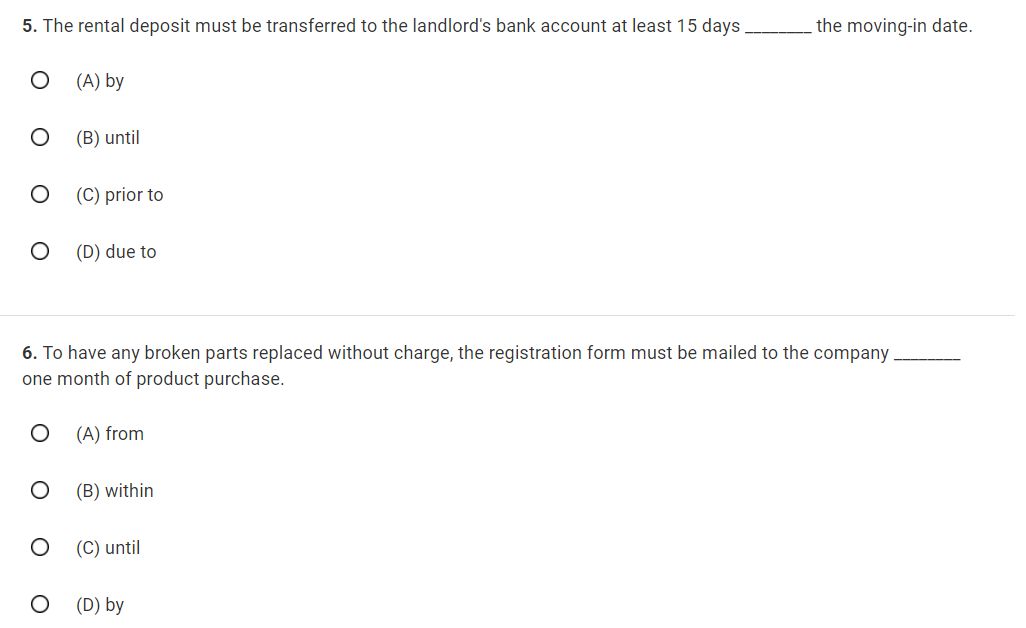 5. The rental deposit must be transferred to the landlord's bank account at least 15 days ________ the moving-in date.
(A) by
(B) until
(C) prior to
(D) due to
6. To have any broken parts replaced without charge, the registration form must be mailed to the company ________
one month of product purchase.
(A) from
(B) within
(C) until
(D) by